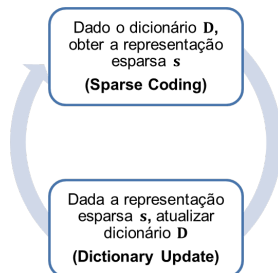 Dado o dicionário D,
obter a representação
esparsa s
(Sparse Coding)
Dada a representação
esparsa s, atualizar
dicionário D
(Dictionary Update)